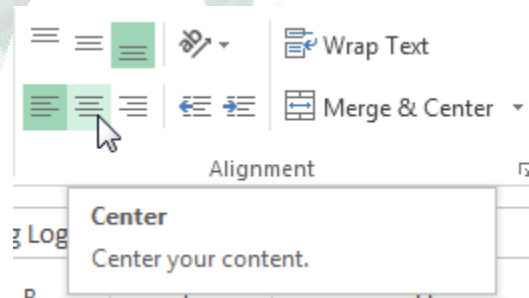 Wrap Text
Merge & Center
Alignment
Center
g Log
Center your content.